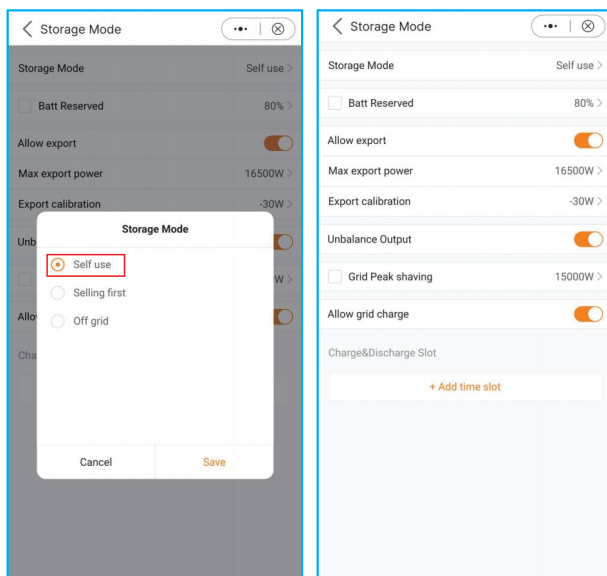 Storage Mode
Storage Mode Self use >
Batt Reserved 80% >
Allow export
Max export power 16500W >
Export calibration -30W >
Storage Mode
Unb
Self use
W >
Selling first
Allo
Off grid
Cha
Cancel Save
Storage Mode
Storage Mode Self use >
Batt Reserved 80% >
Allow export
Max export power 16500W >
Export calibration -30W >
Unbalance Output
Grid Peak shaving 15000W >
Allow grid charge
Charge&Discharge Slot
+ Add time slot